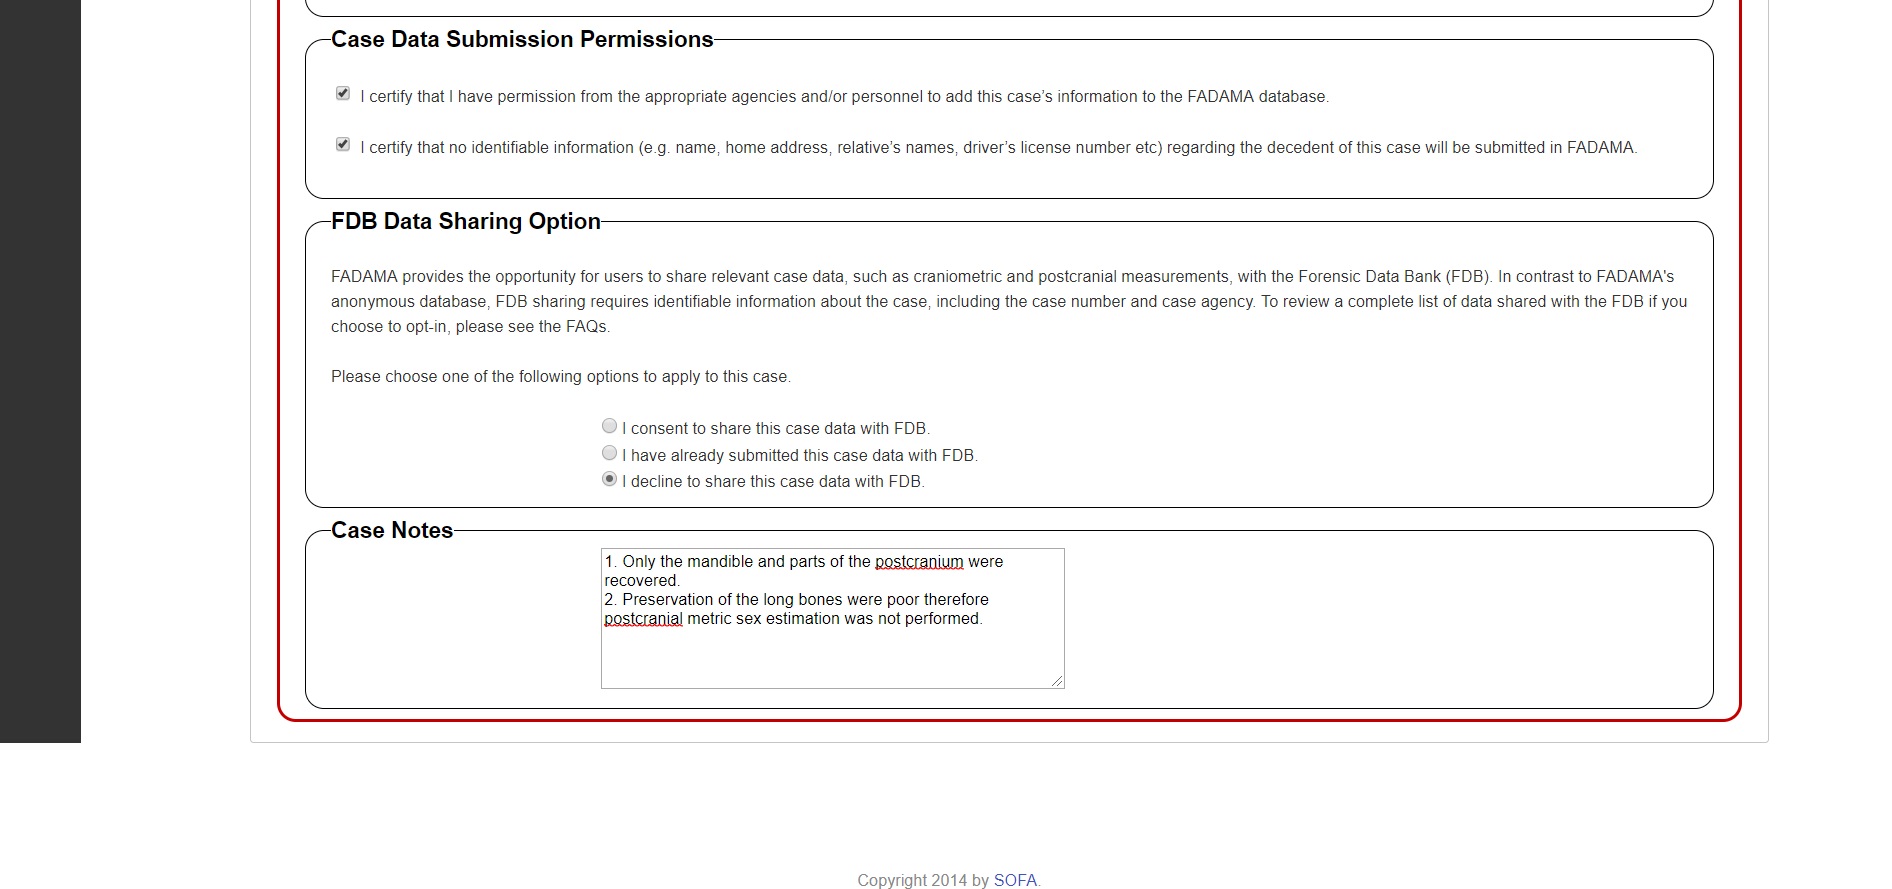 Case Data Submission Permissions
I certify that I have permission from the appropriate agencies and/or personnel to add this case’s information to the FADAMA database.
I certify that no identifiable information (e.g. name, home address, relative’s names, driver’s license number etc) regarding the decedent of this case will be submitted in FADAMA.
FDB Data Sharing Option
FADAMA provides the opportunity for users to share relevant case data, such as craniometric and postcranial measurements, with the Forensic Data Bank (FDB). In contrast to FADAMA's
anonymous database, FDB sharing requires identifiable information about the case, including the case number and case agency. To review a complete list of data shared with the FDB if you
choose to opt-in, please see the FAQs.
Please choose one of the following options to apply to this case.
I consent to share this case data with FDB.
I have already submitted this case data with FDB.
I decline to share this case data with FDB.
Case Notes
1. Only the mandible and parts of the postcranium were
recovered.
2. Preservation of the long bones were poor therefore
postcranial metric sex estimation was not performed.
Copyright 2014 by SOFA.